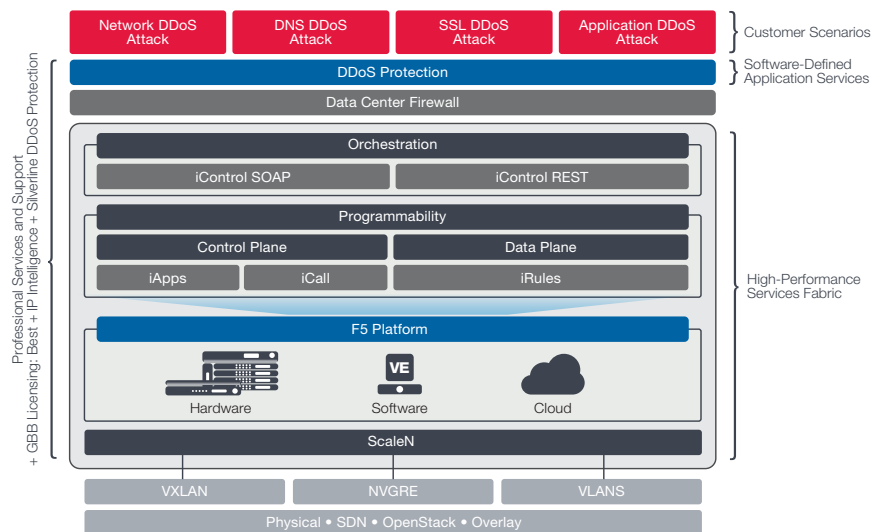 Network DDoS
Attack
DNS DDoS
Attack
SSL DDoS
Attack
Application DDoS
Attack
Customer Scenarios
DDoS Protection
Software-Defined
Application Services
Data Center Firewall
Orchestration
iControl SOAP
iControl REST
Programmability
Control Plane
Data Plane
iApps
iCall
iRules
High-Performance
Services Fabric
F5 Platform
VE
Hardware
Software
Cloud
ScaleN
VXLAN
NVGRE
VLANS
Physical • SDN • OpenStack • Overlay
Professional Services and Support
+ GBB Licensing: Best + IP Intelligence + Silverline DDoS Protection